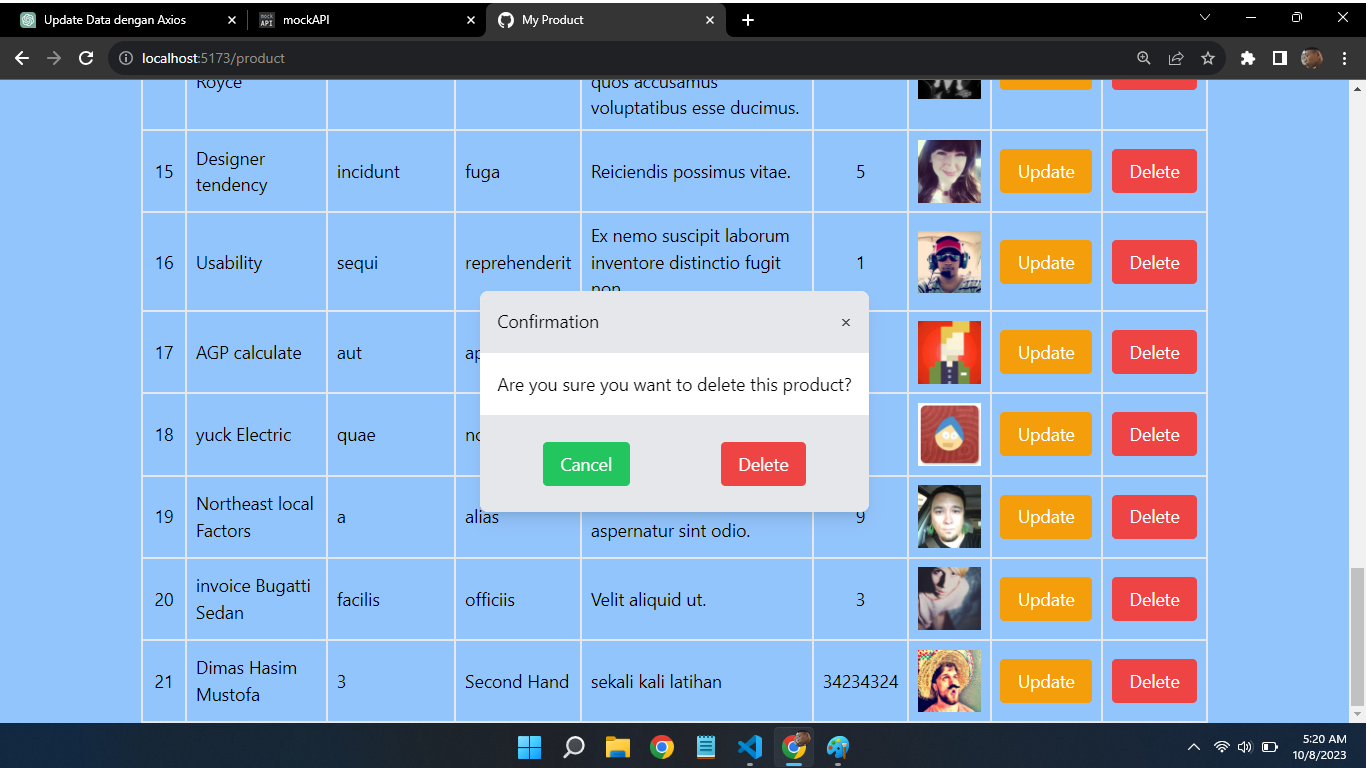 Update Data dengan Axios
mockAPI
My Product
localhost:5173/product
Royce
quos accusamus
voluptatibus esse ducimus.
15 Designer tendency incidunt fuga Reiciendis possimus vitae. 5 Update Delete
16 Usability sequi reprehenderit Ex nemo suscipit laborum
inventore distinctio fugit
non
1 Update Delete
Confirmation ×
17 AGP calculate aut ap Update Delete
Are you sure you want to delete this product?
18 yuck Electric quae Update Delete
Cancel Delete
19 Northeast local Factors a alias aspernatur sint odio. 9 Update Delete
20 invoice Bugatti Sedan facilis officiis Velit aliquid ut. 3 Update Delete
21 Dimas Hasim Mustofa 3 Second Hand sekali kali latihan 34234324 Update Delete
5:20 AM
10/8/2023